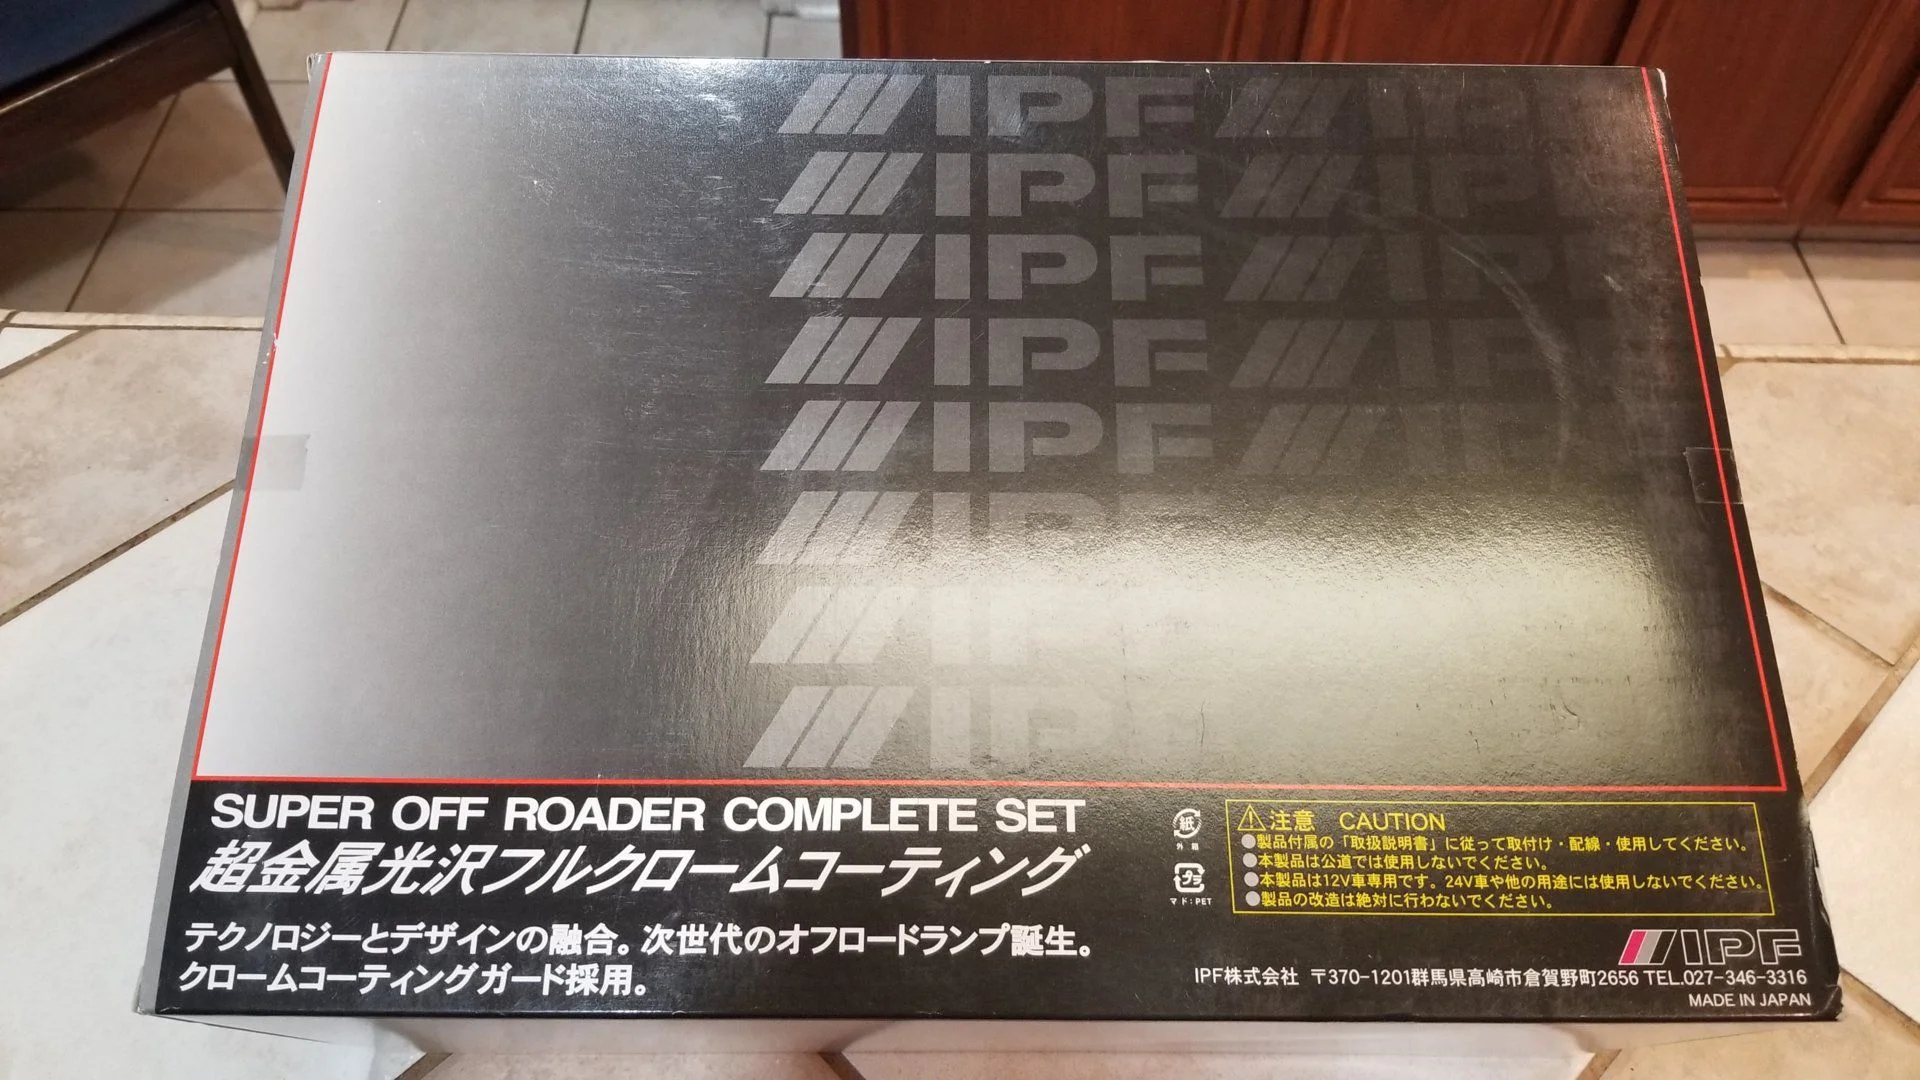 IPF IPF
IPF IPF
IPF IPF
IPF IPF
IPF IPF
IPF
IPF
IPF
SUPER OFF ROADER COMPLETE SET
超金属光沢フルクロームコーティング
テクノロジーとデザインの融合。次世代のオフロードランプ誕生。
クロームコーティングガード採用。
紙
外箱
プラ
マド:PET
注意 CAUTION
●製品付属の「取扱説明書」に従って取付け・配線・使用してください。
●本製品は公道では使用しないでください。
●本製品は12V車専用です。24V車や他の用途には使用しないでください。
●製品の改造は絶対に行わないでください。
IPF
IPF株式会社 〒370-1201群馬県高崎市倉賀野町2656 TEL.027-346-3316
MADE IN JAPAN